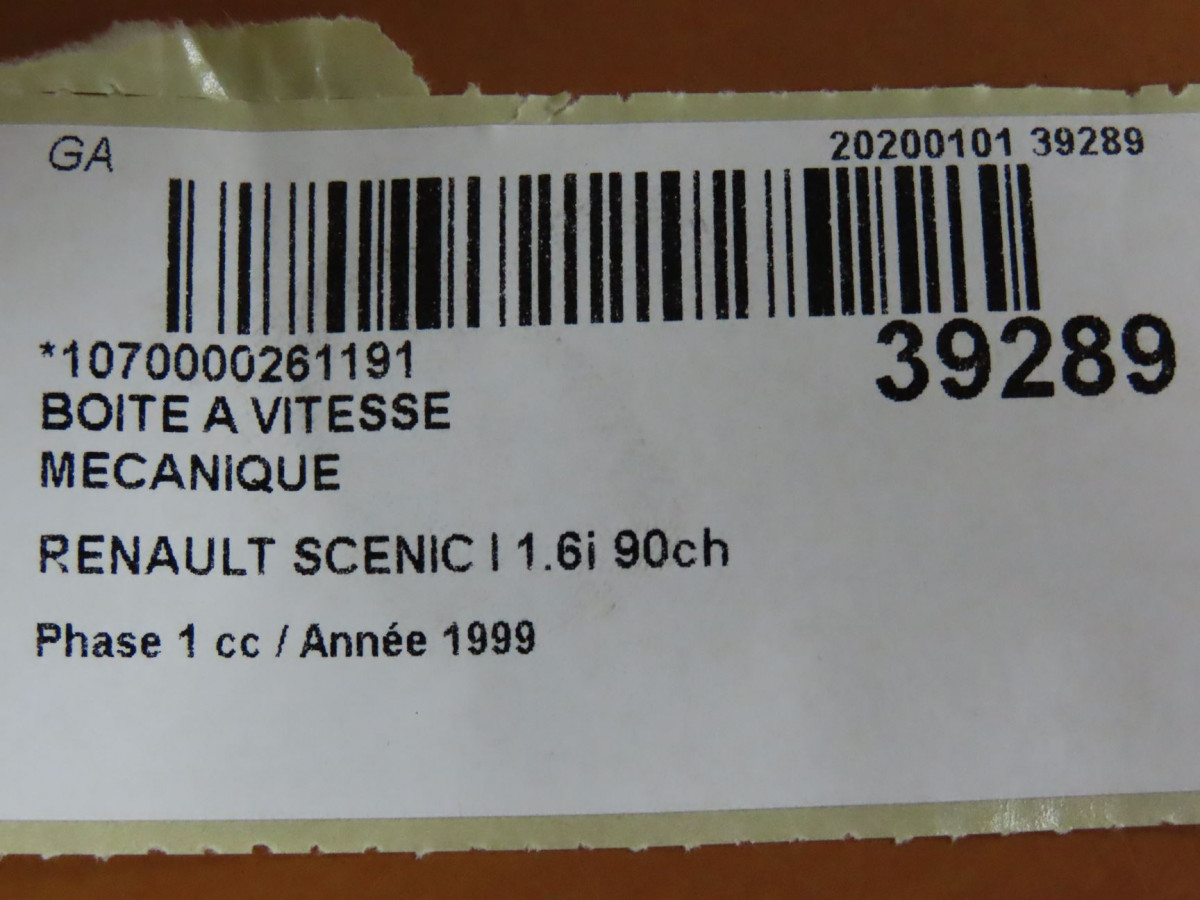 GA
20200101 39289
39289
*1070000261191
BOITE A VITESSE
MECANIQUE
RENAULT SCENIC I 1.6i 90ch
Phase 1 cc / Année 1999